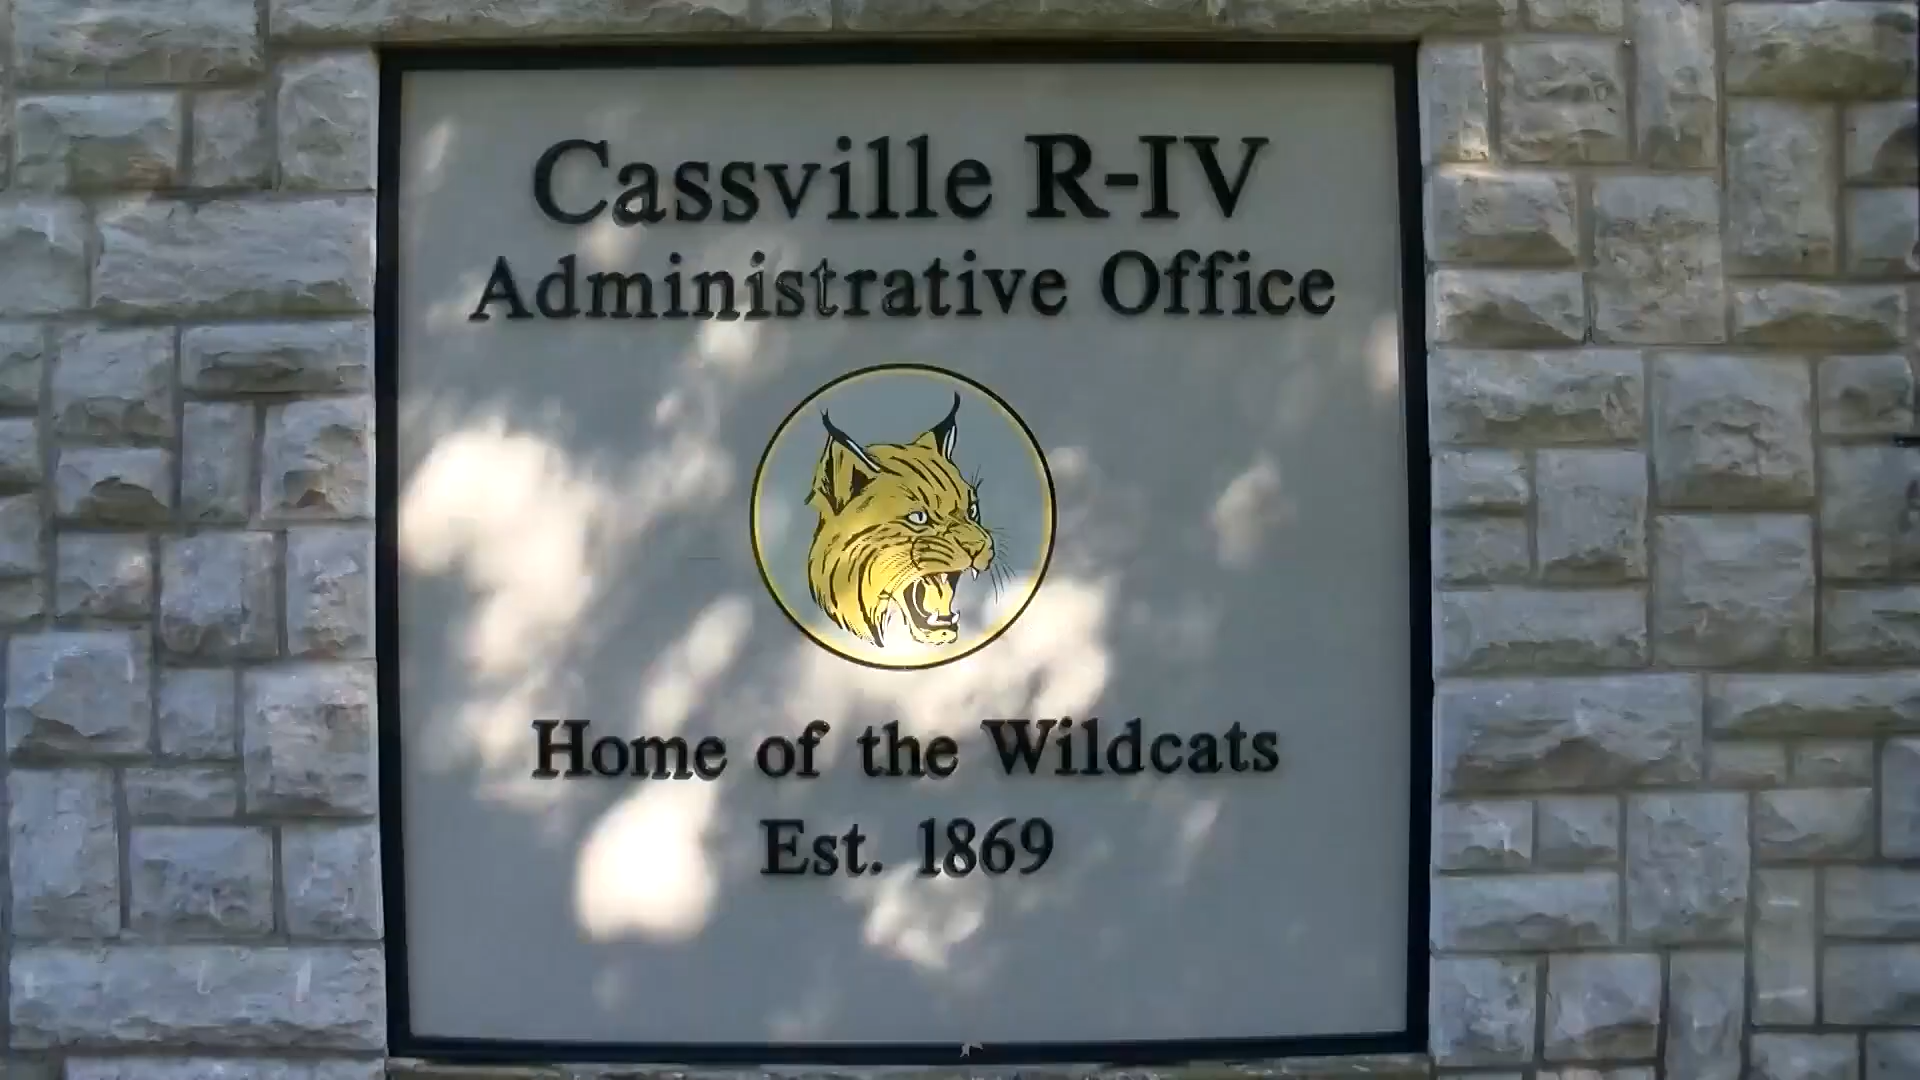 Cassville R-IV
Administrative Office
Home of the Wildcats
Est. 1869